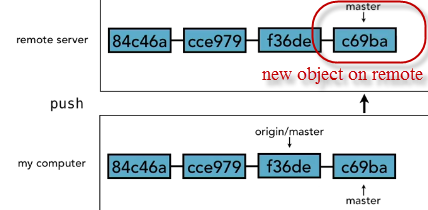 master
remote server
84c46a cce979 f36de c69ba
new object on remote
push
origin/master
my computer
84c46a cce979 f36de c69ba
master